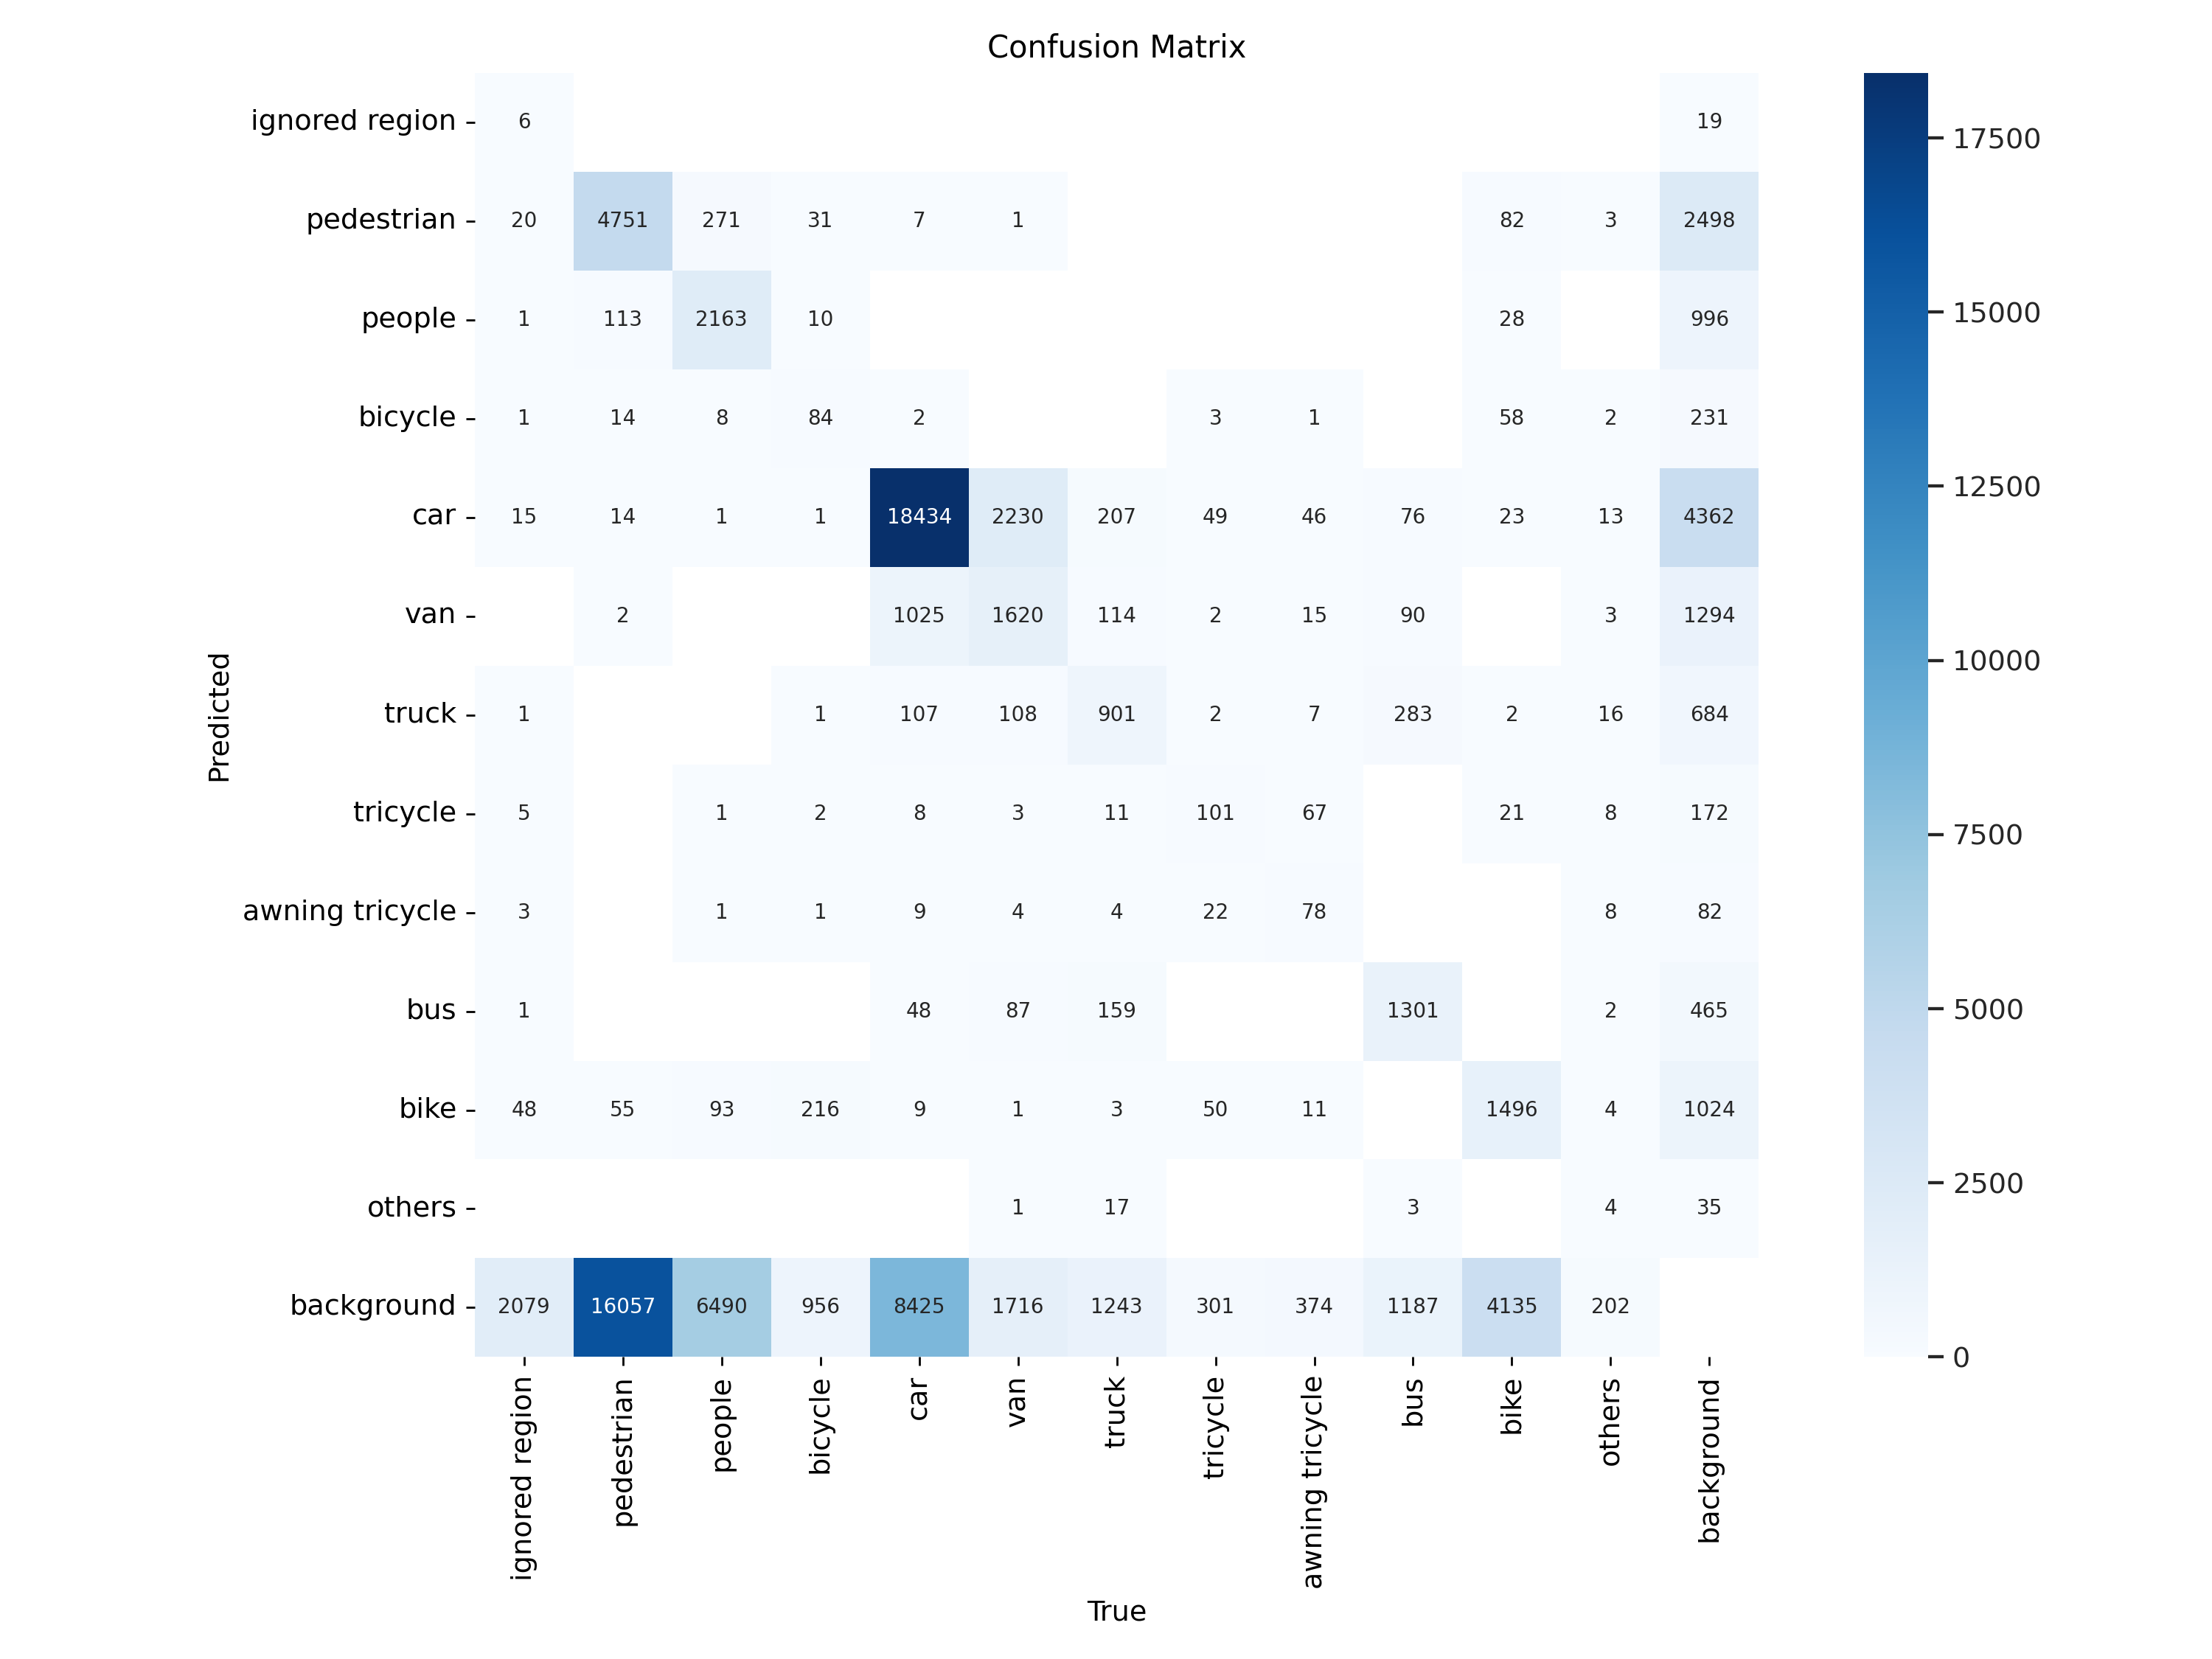 Confusion Matrix
ignored region 6 19
pedestrian 20 4751 271 31 7 1 82 3 2498
people 1 113 2163 10 28 996
bicycle 1 14 8 84 2 3 1 58 2 231
car 15 14 1 1 18434 2230 207 49 46 76 23 13 4362
van 2 1025 1620 114 2 15 90 3 1294
truck 1 1 107 108 901 2 7 283 2 16 684
tricycle 5 1 2 8 3 11 101 67 21 8 172
awning tricycle 3 1 1 9 4 4 22 78 8 82
bus 1 48 87 159 1301 2 465
bike 48 55 93 216 9 1 3 50 11 1496 4 1024
others 1 17 3 4 35
background 2079 16057 6490 956 8425 1716 1243 301 374 1187 4135 202
ignored region
pedestrian
people
bicycle
car
van
truck
tricycle
awning tricycle
bus
bike
others
background
True
Predicted
17500
15000
12500
10000
7500
5000
2500
0